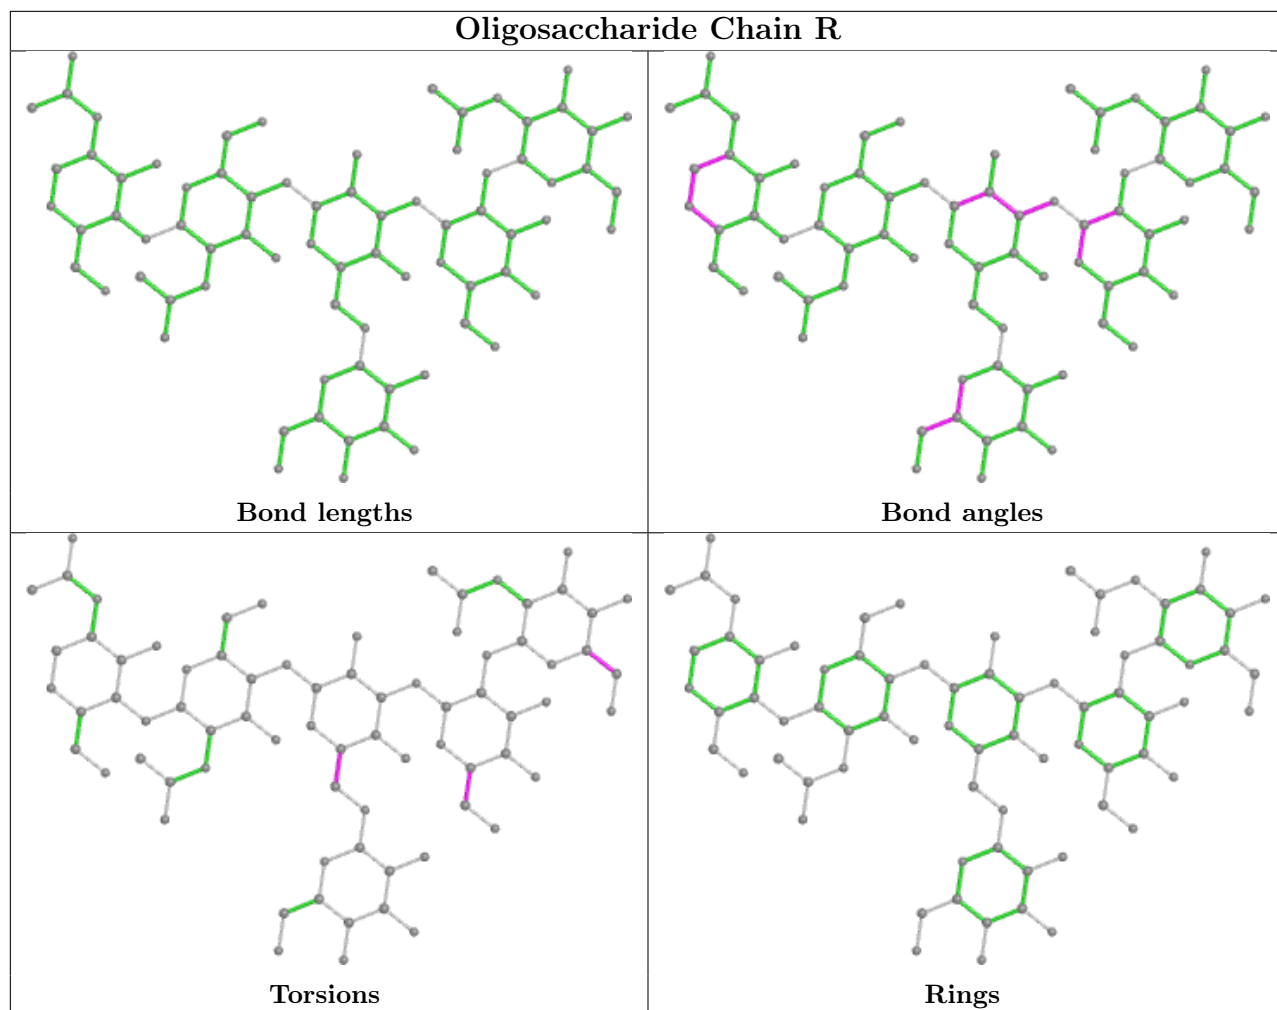 Oligosaccharide Chain R
Bond lengths
Bond angles
Torsions
Rings